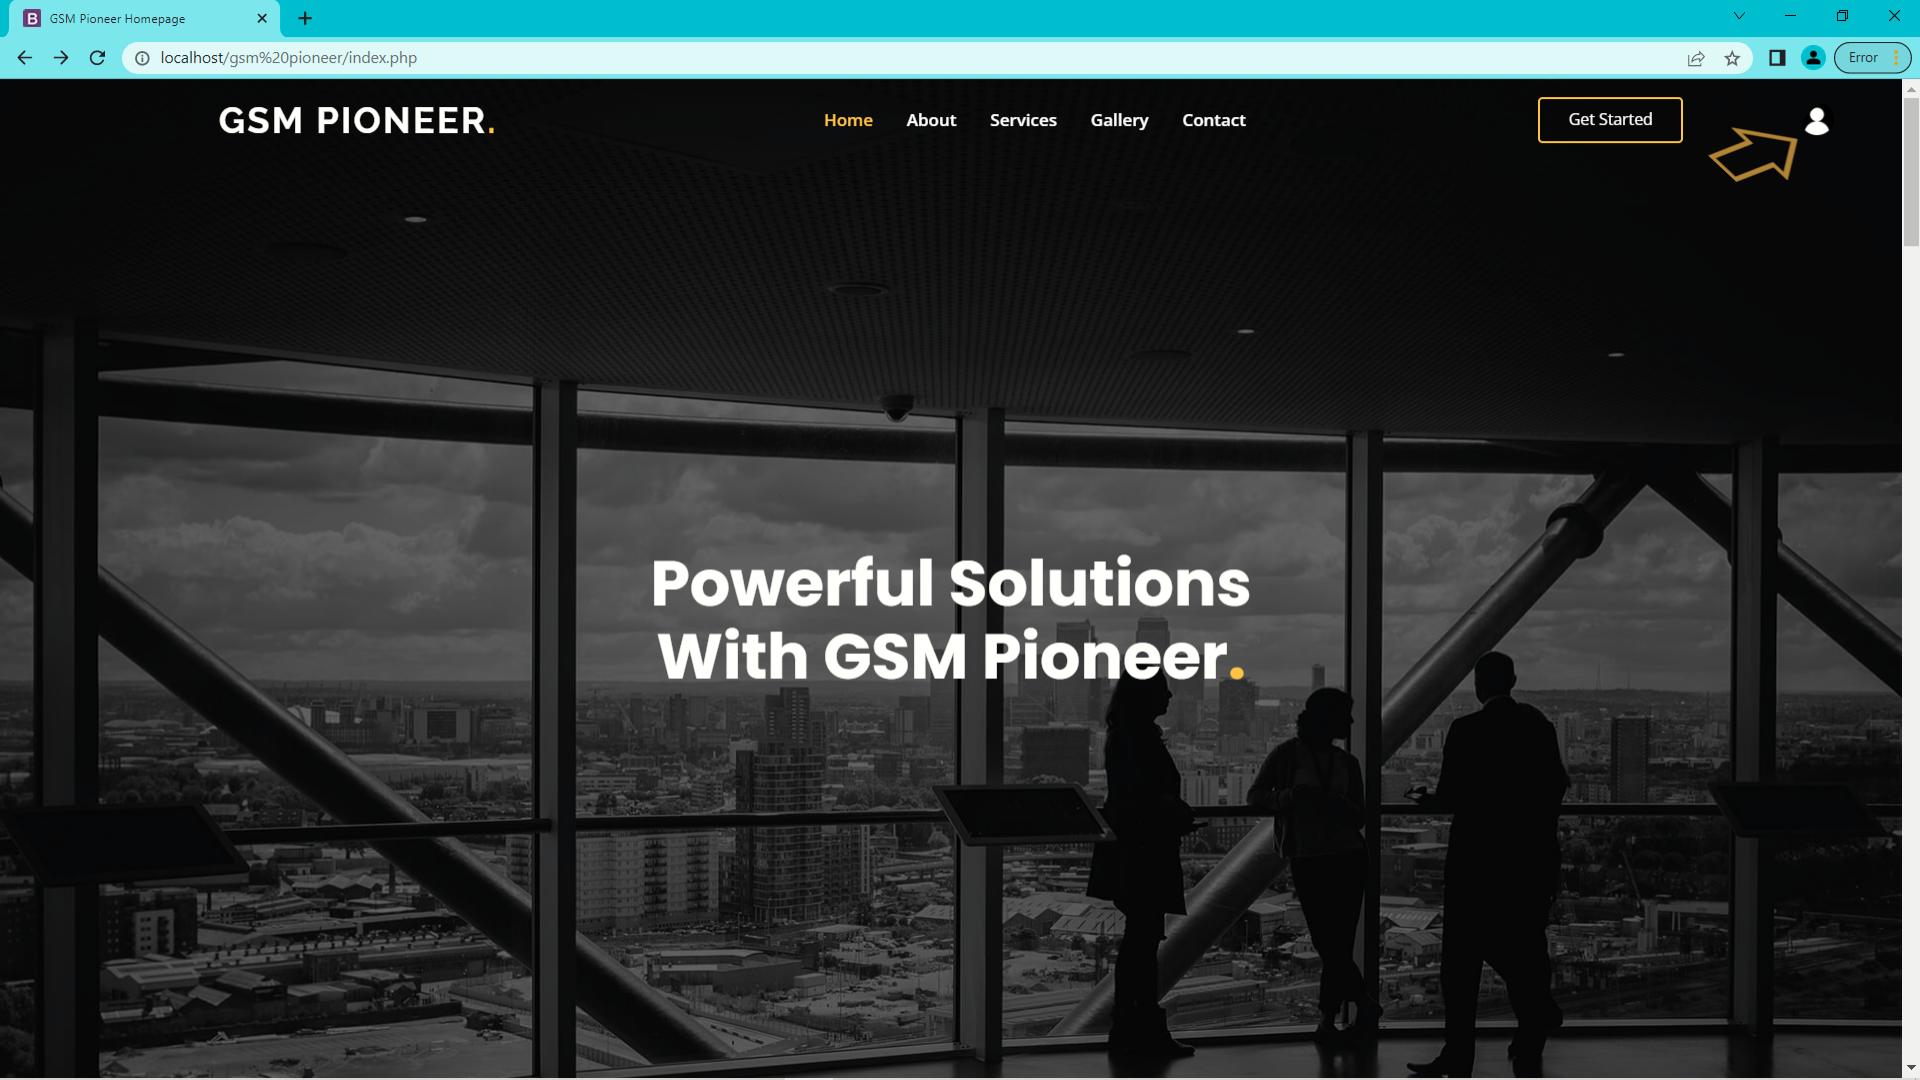 GSM Pioneer Homepage
localhost/gsm%20pioneer/index.php
Error
GSM PIONEER.
Home About Services Gallery Contact
Get Started
Powerful Solutions
With GSM Pioneer.